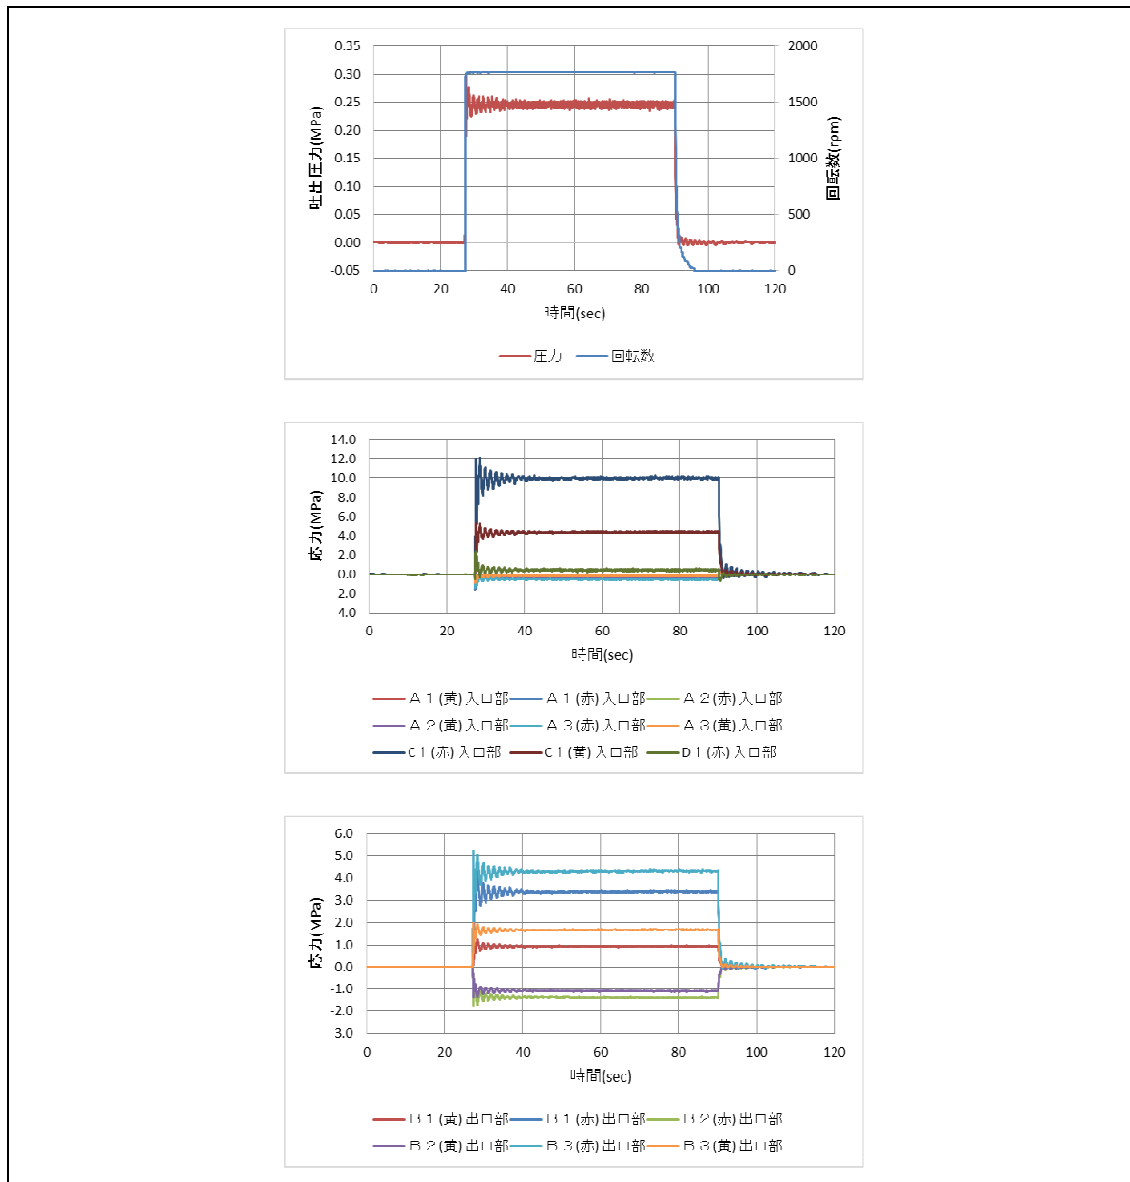 0.35
0.30
0.25
0.20
0.15
0.10
0.05
0.00
-0.05
吐出圧力(MPa)
2000
1500
1000
500
0
回転数(rpm)
0 20 40 60 80 100 120
時間(sec)
圧力 回転数
14.0
12.0
10.0
8.0
6.0
4.0
2.0
0.0
2.0
4.0
応力(MPa)
0 20 40 60 80 100 120
時間(sec)
A1(黄)入口部 A1(赤)入口部 A2(赤)入口部
A2(黄)入口部 A3(赤)入口部 A3(黄)入口部
C1(赤)入口部 C1(黄)入口部 D1(赤)入口部
6.0
5.0
4.0
3.0
2.0
1.0
0.0
-1.0
-2.0
3.0
応力(MPa)
0 20 40 60 80 100 120
時間(sec)
B1(黄)出口部 B1(赤)出口部 B2(赤)出口部
B2(黄)出口部 B3(赤)出口部 B3(黄)出口部